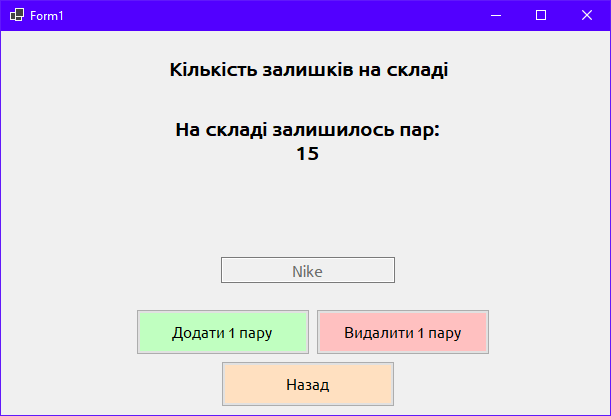 Form1
Кількість залишків на складі
На складі залишилось пар:
15
Nike
Додати 1 пару
Видалити 1 пару
Назад